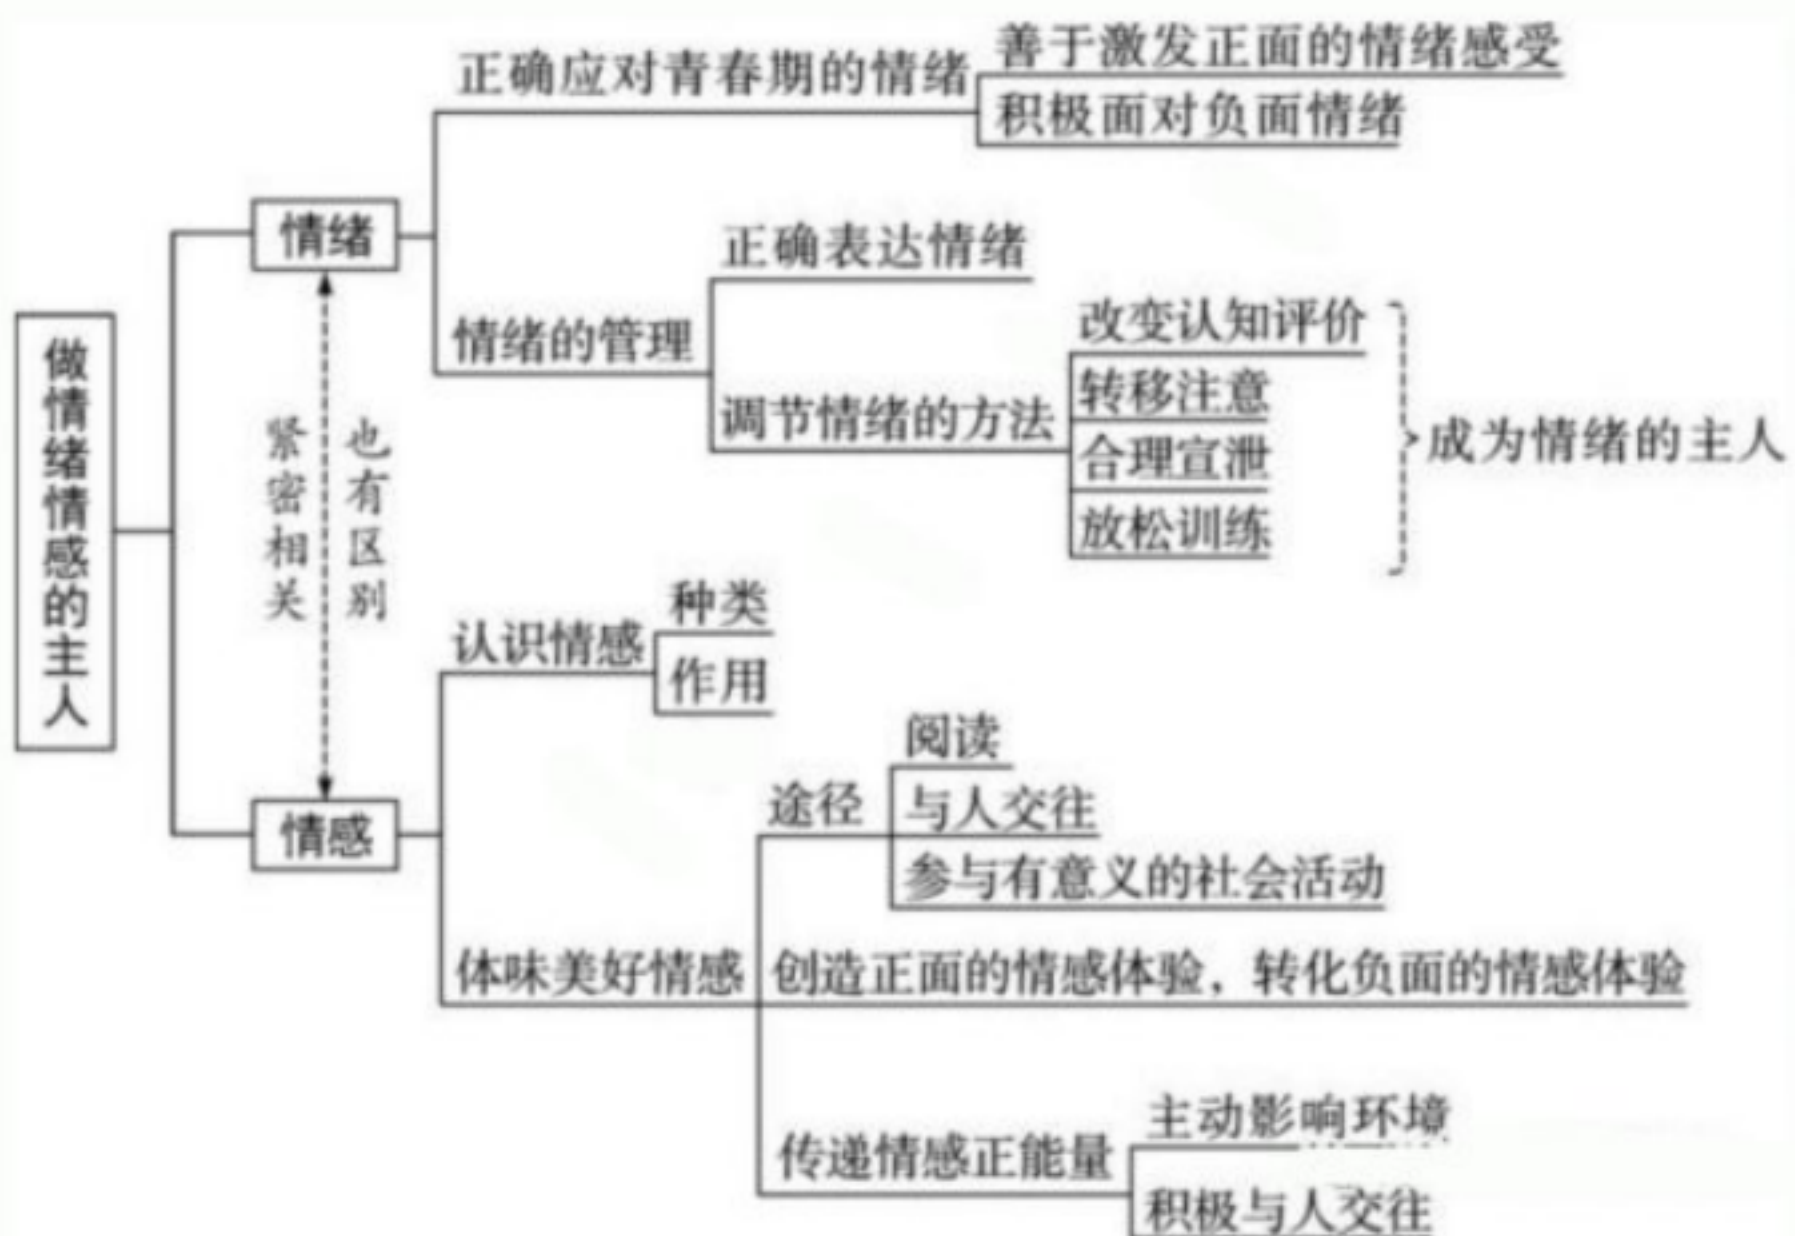 做情绪情感的主人
情绪
紧密相关
也有区别
情感
正确应对青春期的情绪
善于激发正面的情绪感受
积极面对负面情绪
情绪的管理
正确表达情绪
调节情绪的方法
改变认知评价
转移注意
合理宣泄
放松训练
成为情绪的主人
认识情感
种类
作用
体味美好情感
途径
阅读
与人交往
参与有意义的社会活动
创造正面的情感体验，转化负面的情感体验
传递情感正能量
主动影响环境
积极与人交往